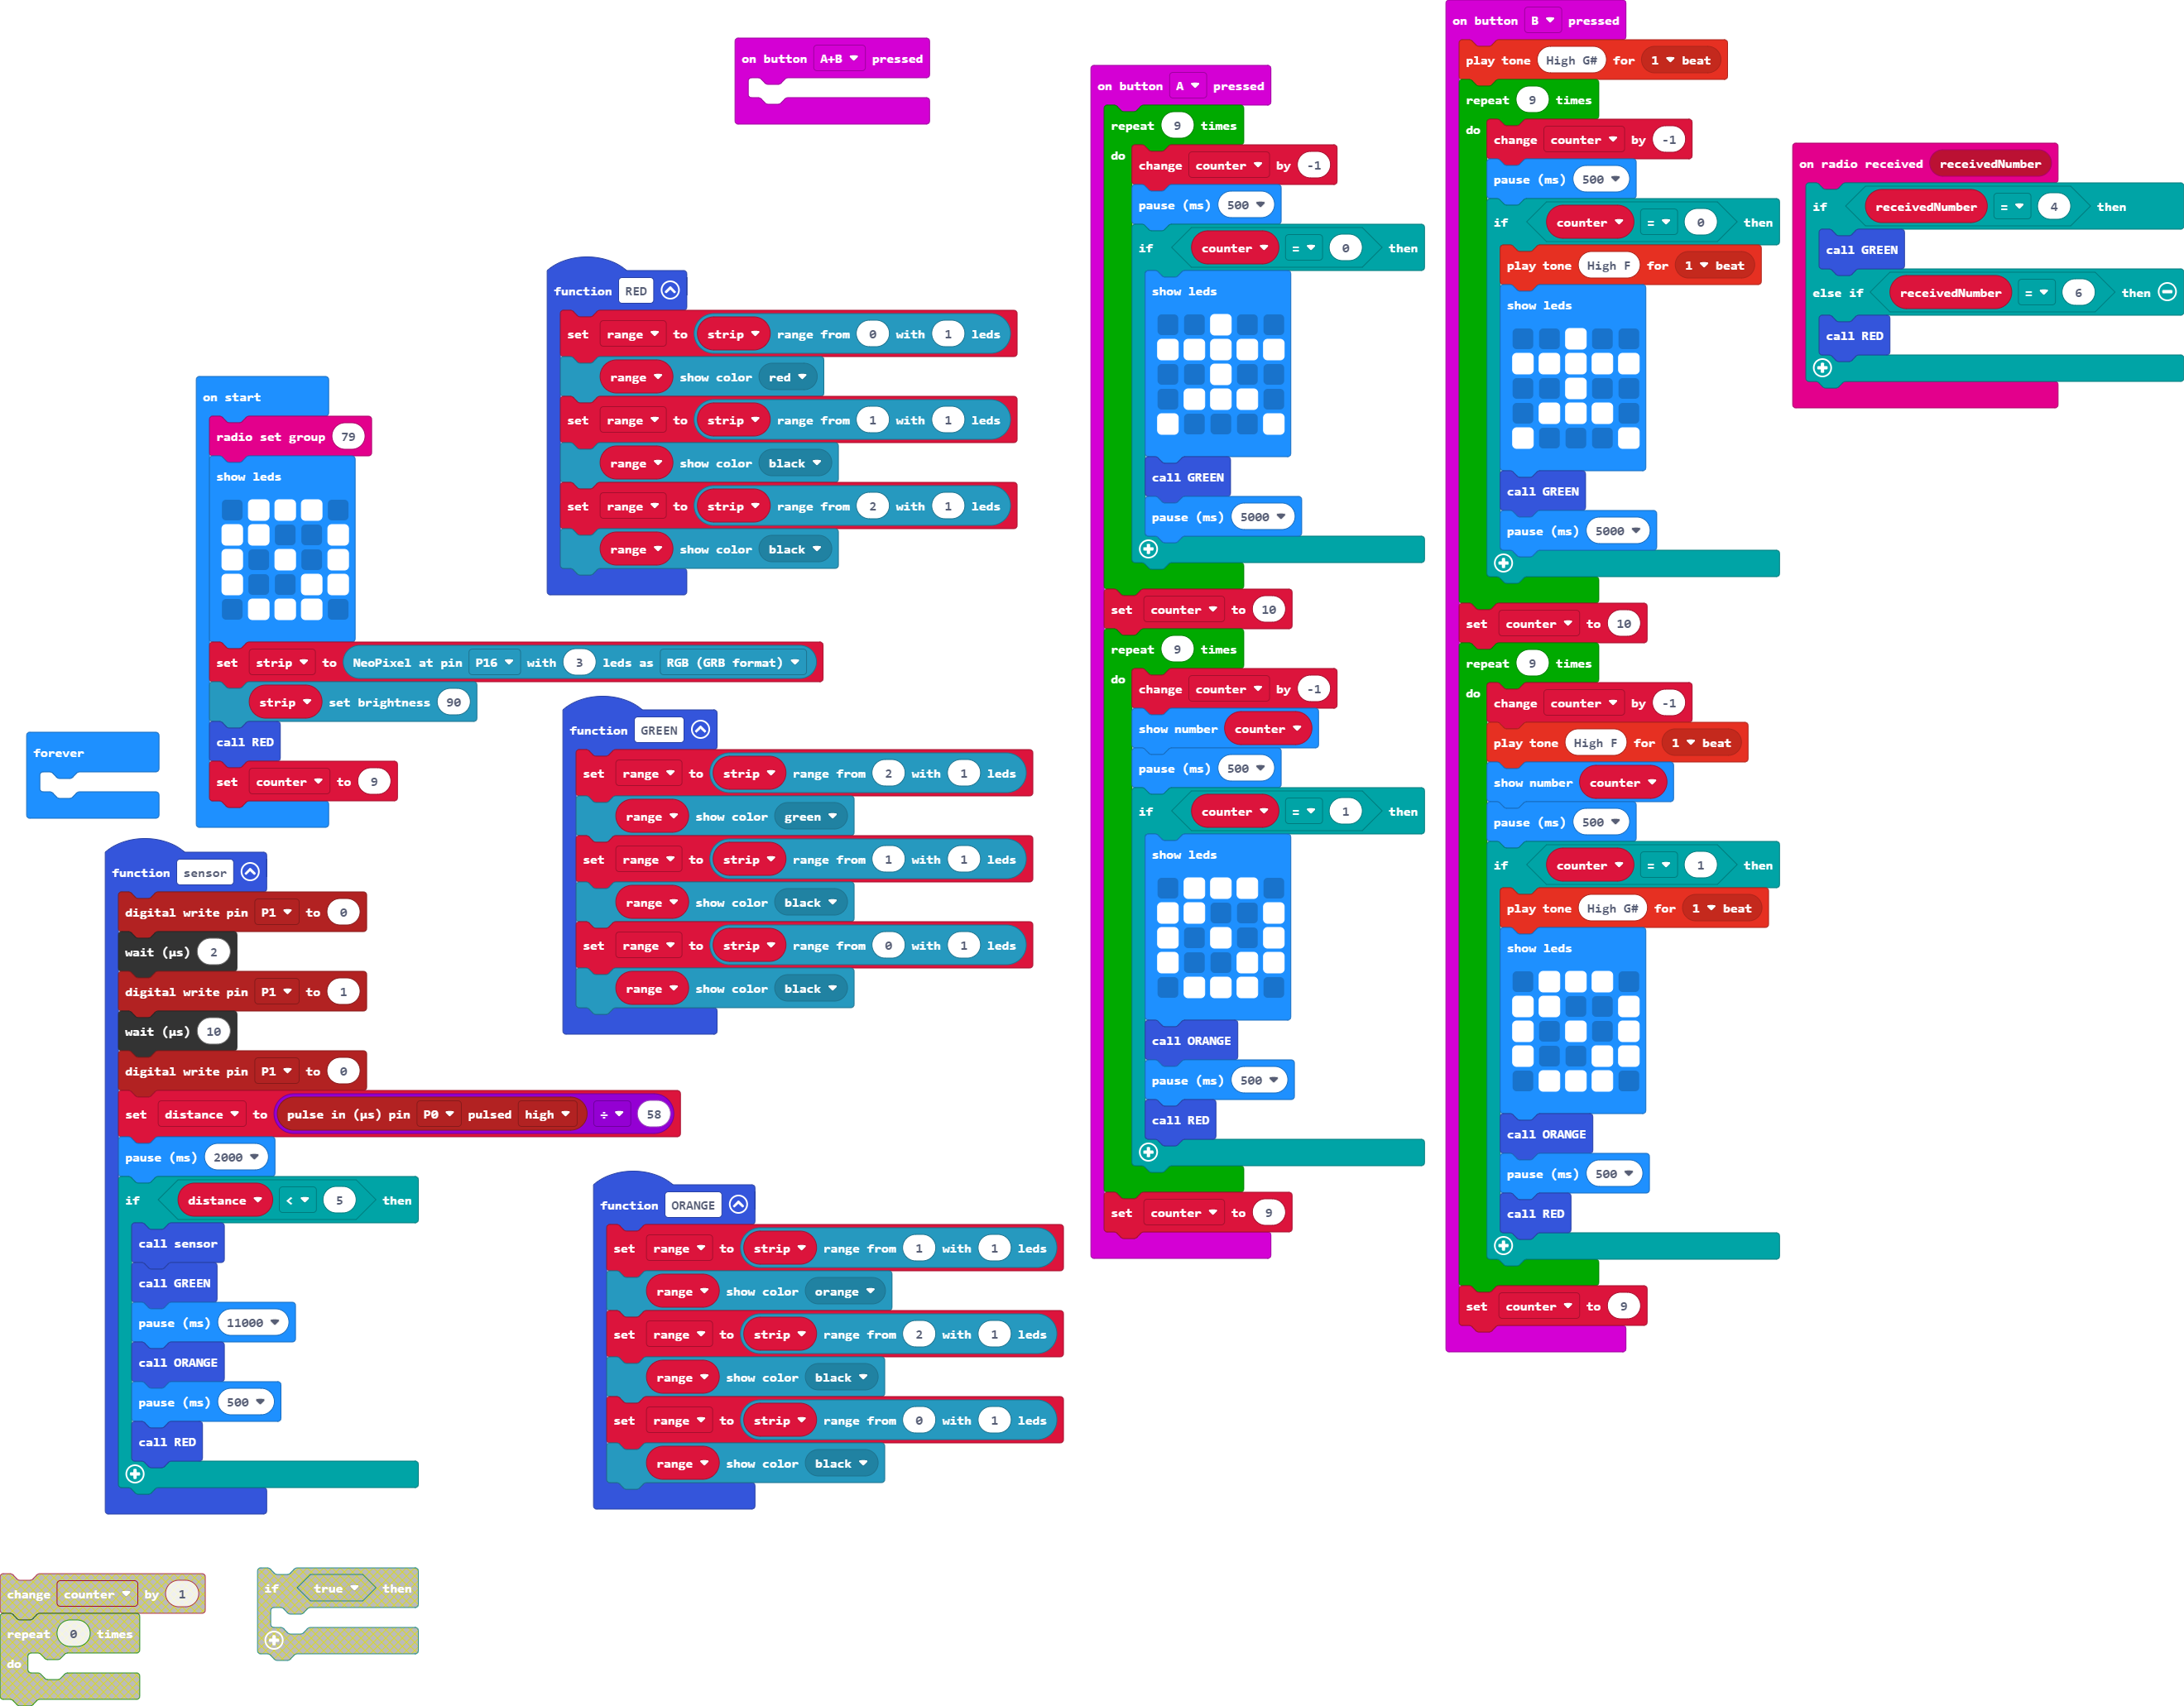 on button A+B pressed
function RED
set range to strip range from 0 with 1 leds
range show color red
set range to strip range from 1 with 1 leds
range show color black
set range to strip range from 2 with 1 leds
range show color black
on start
radio set group 79
show leds
set strip to NeoPixel at pin P16 with 3 leds as RGB (GRB format)
strip set brightness 90
call RED
set counter to 9
forever
function sensor
digital write pin P1 to 0
wait (µs) 2
digital write pin P1 to 1
wait (µs) 10
digital write pin P1 to 0
set distance to pulse in (µs) pin P0 pulsed high ÷ 58
pause (ms) 2000
if distance < 5 then
call sensor
call GREEN
pause (ms) 11000
call ORANGE
pause (ms) 500
call RED
function GREEN
set range to strip range from 2 with 1 leds
range show color green
set range to strip range from 1 with 1 leds
range show color black
set range to strip range from 0 with 1 leds
range show color black
function ORANGE
set range to strip range from 1 with 1 leds
range show color orange
set range to strip range from 2 with 1 leds
range show color black
set range to strip range from 0 with 1 leds
range show color black
change counter by 1
repeat 0 times
do
if true then
on button A pressed
repeat 9 times
do
change counter by -1
pause (ms) 500
if counter = 0 then
show leds
call GREEN
pause (ms) 5000
set counter to 10
repeat 9 times
do
change counter by -1
show number counter
pause (ms) 500
if counter = 1 then
show leds
call ORANGE
pause (ms) 500
call RED
set counter to 9
on button B pressed
play tone High G# for 1 beat
repeat 9 times
do
change counter by -1
pause (ms) 500
if counter = 0 then
play tone High F for 1 beat
show leds
call GREEN
pause (ms) 5000
set counter to 10
repeat 9 times
do
change counter by -1
play tone High F for 1 beat
show number counter
pause (ms) 500
if counter = 1 then
play tone High G# for 1 beat
show leds
call ORANGE
pause (ms) 500
call RED
set counter to 9
on radio received receivedNumber
if receivedNumber = 4 then
call GREEN
else if receivedNumber = 6 then
call RED